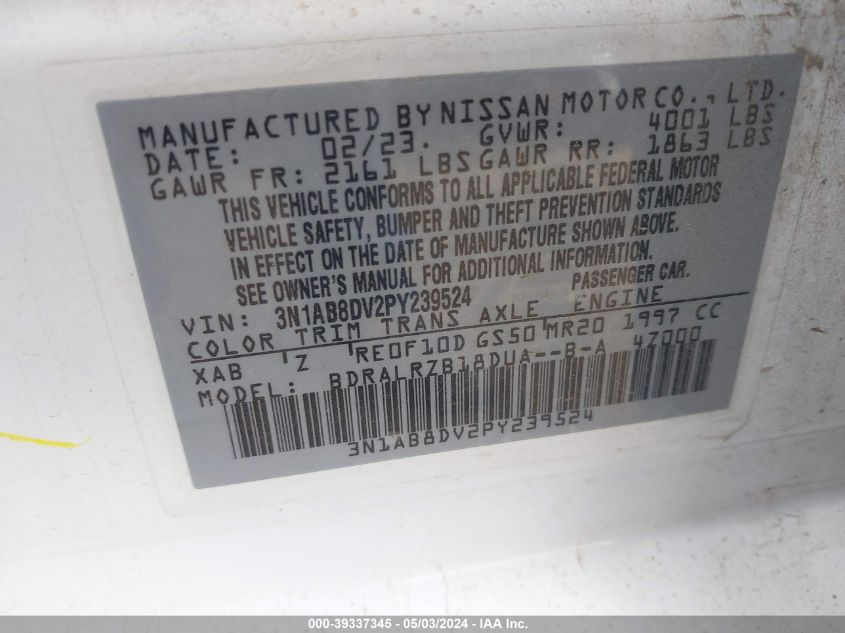 MANUFACTURED BY NISSAN MOTOR CO., LTD.
DATE: 02/23. GVWR: 4001 LBS
GAWR FR: 2161 LBS GAWR RR: 1863 LBS
THIS VEHICLE CONFORMS TO ALL APPLICABLE FEDERAL MOTOR
VEHICLE SAFETY, BUMPER AND THEFT PREVENTION STANDARDS
IN EFFECT ON THE DATE OF MANUFACTURE SHOWN ABOVE.
SEE OWNER'S MANUAL FOR ADDITIONAL INFORMATION.
PASSENGER CAR.
VIN: 3N1AB8DV2PY239524
COLOR TRIM TRANS AXLE ENGINE
XAB Z RE0F10D GS50 MR20 1997 CC
MODEL: BDRALRZB18DUA--B-A 4Z000
3N1AB8DV2PY239524
000-39337345 - 05/03/2024 - IAA Inc.